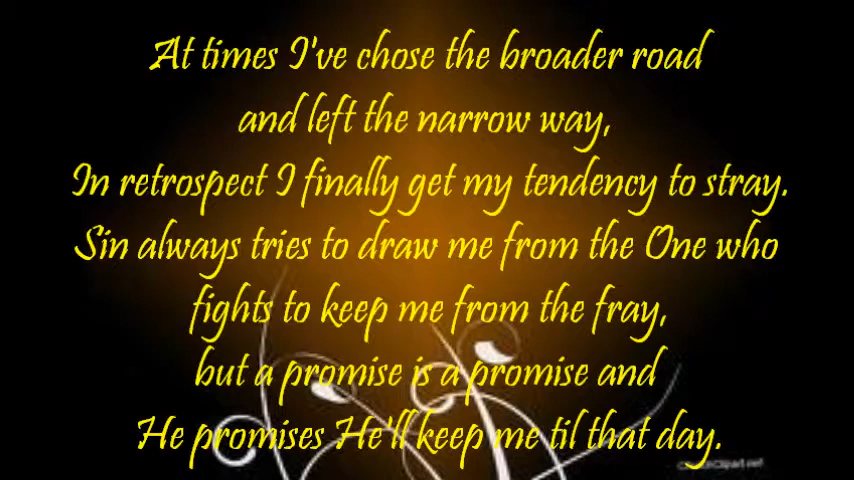 At times I've chose the broader road
and left the narrow way,
In retrospect I finally get my tendency to stray.
Sin always tries to draw me from the One who
fights to keep me from the fray,
but a promise is a promise and
He promises He'll keep me til that day.